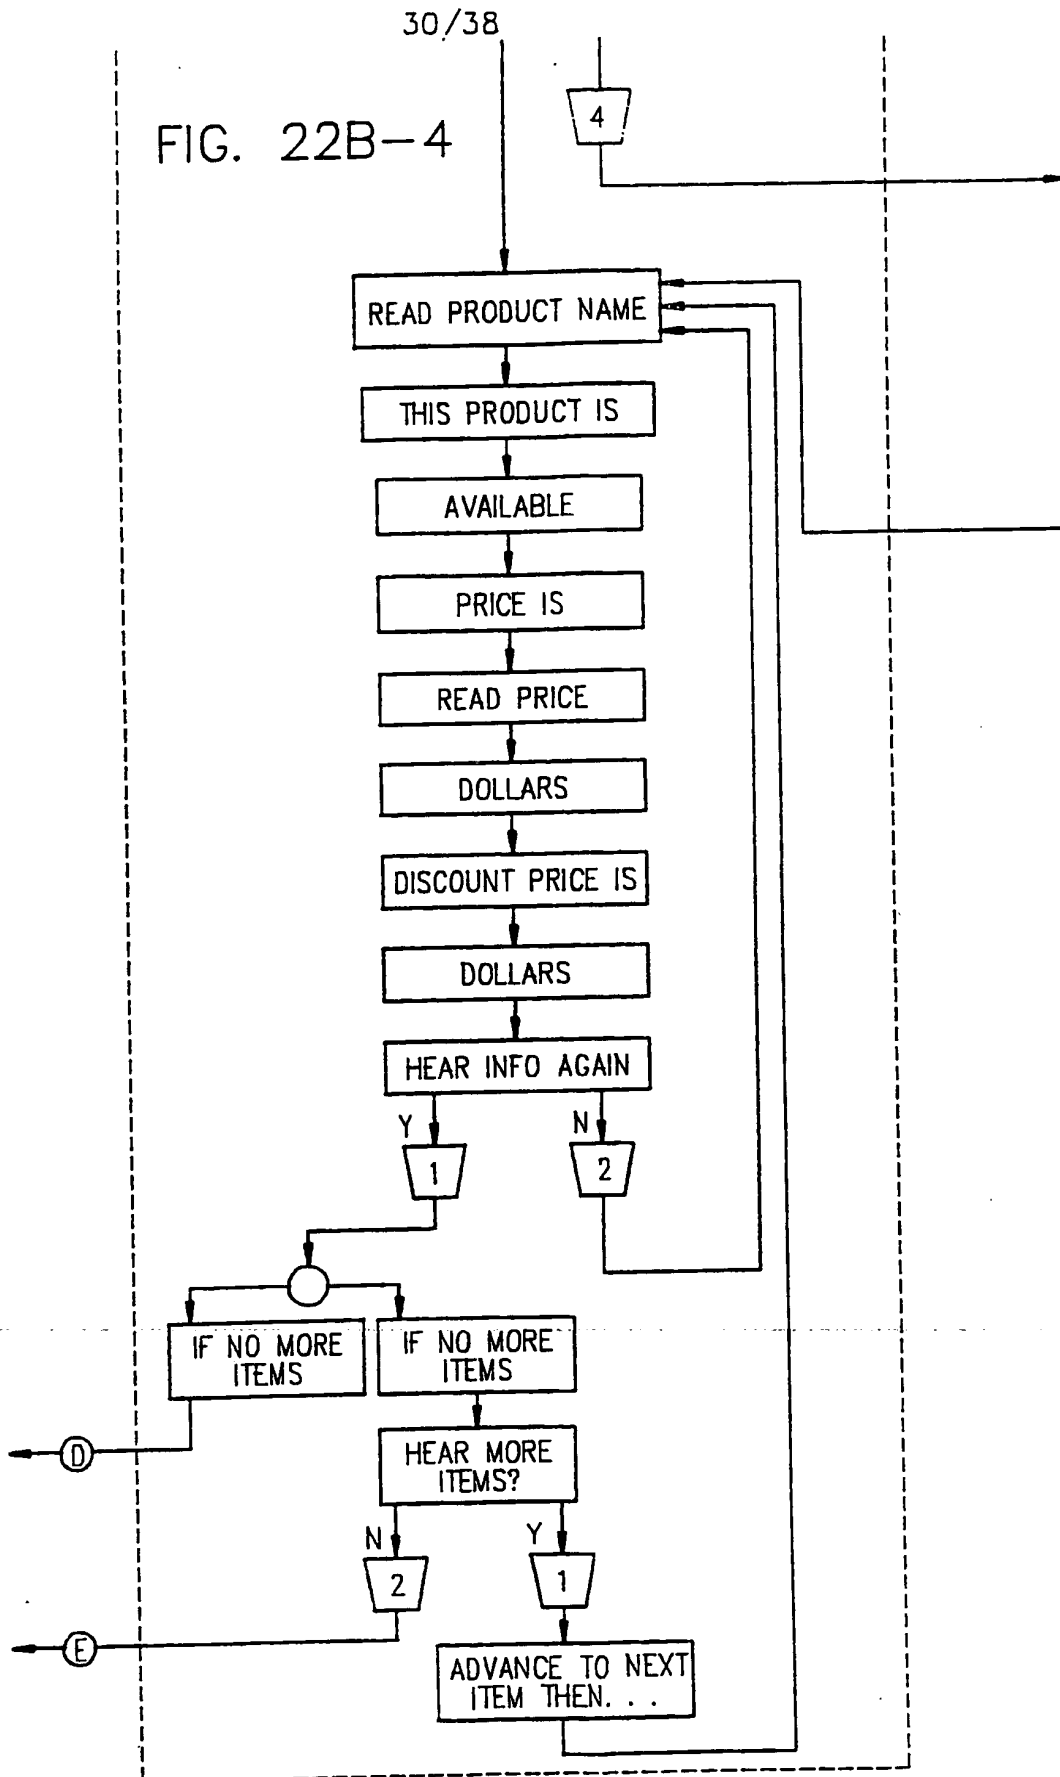 30/38
4
FIG. 22B-4
READ PRODUCT NAME
THIS PRODUCT IS
AVAILABLE
PRICE IS
READ PRICE
DOLLARS
DISCOUNT PRICE IS
DOLLARS
HEAR INFO AGAIN
Y
N
1
2
IF NO MORE
ITEMS
IF NO MORE
ITEMS
D
HEAR MORE
ITEMS?
N
Y
2
1
E
ADVANCE TO NEXT
ITEM THEN. . .